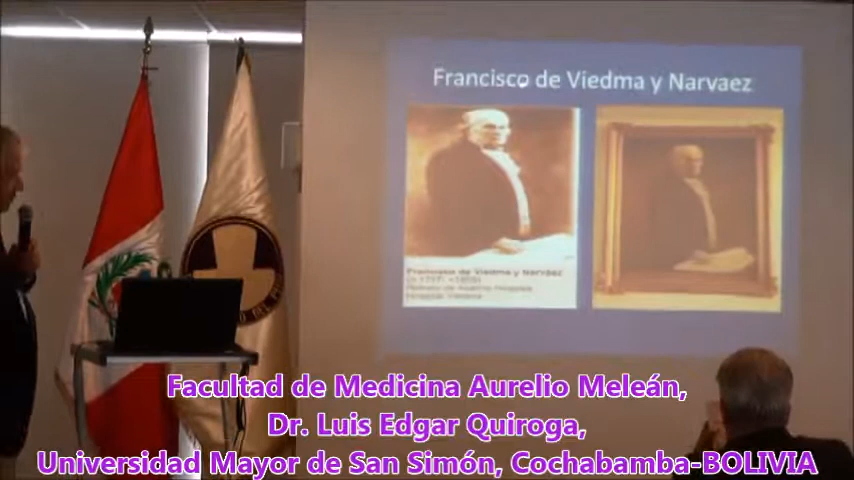 Francisco de Viedma y Narvaez
Francisco de Viedma y Narváez
Facultad de Medicina Aurelio Meleán,
Dr. Luis Edgar Quiroga,
Universidad Mayor de San Simón, Cochabamba-BOLIVIA